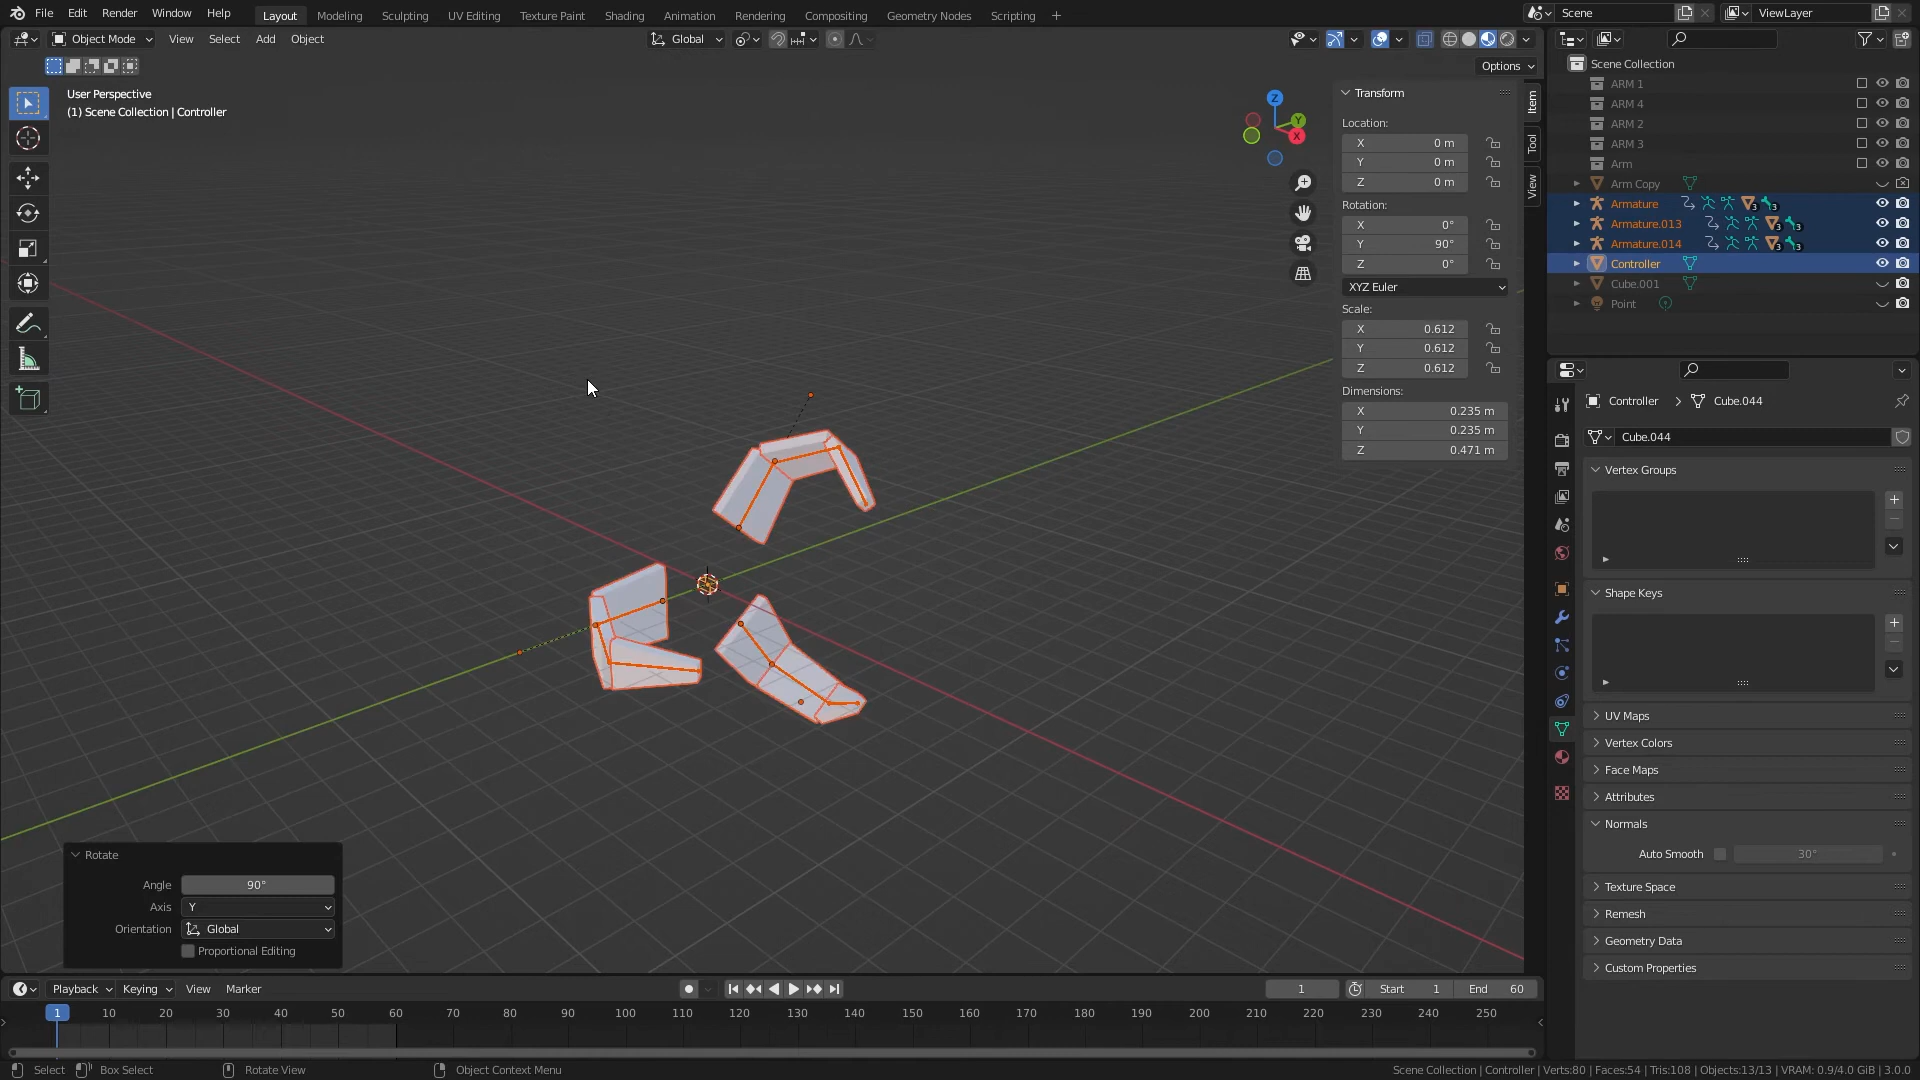 File Edit Render Window Help
Layout Modeling Sculpting UV Editing Texture Paint Shading Animation Rendering Compositing Geometry Nodes Scripting +
Scene
ViewLayer
Object Mode View Select Add Object
Global
Options
User Perspective
(1) Scene Collection | Controller
Z
Y
X
Item
Tool
View
Transform
Location:
X 0 m
Y 0 m
Z 0 m
Rotation:
X 0°
Y 90°
Z 0°
XYZ Euler
Scale:
X 0.612
Y 0.612
Z 0.612
Dimensions:
X 0.235 m
Y 0.235 m
Z 0.471 m
Scene Collection
ARM 1
ARM 4
ARM 2
ARM 3
Arm
Arm Copy
Armature 3 3
Armature.013 3 3
Armature.014 3 3
Controller
Cube.001
Point
Controller > Cube.044
Cube.044
Vertex Groups
Shape Keys
UV Maps
Vertex Colors
Face Maps
Attributes
Normals
Auto Smooth 30°
Texture Space
Remesh
Geometry Data
Custom Properties
Rotate
Angle 90°
Axis Y
Orientation Global
Proportional Editing
Playback Keying View Marker
1 Start 1 End 60
1 10 20 30 40 50 60 70 80 90 100 110 120 130 140 150 160 170 180 190 200 210 220 230 240 250
Select Box Select Rotate View Object Context Menu
Scene Collection | Controller | Verts:80 | Faces:54 | Tris:108 | Objects:13/13 | VRAM: 0.9/4.0 GiB | 3.0.0